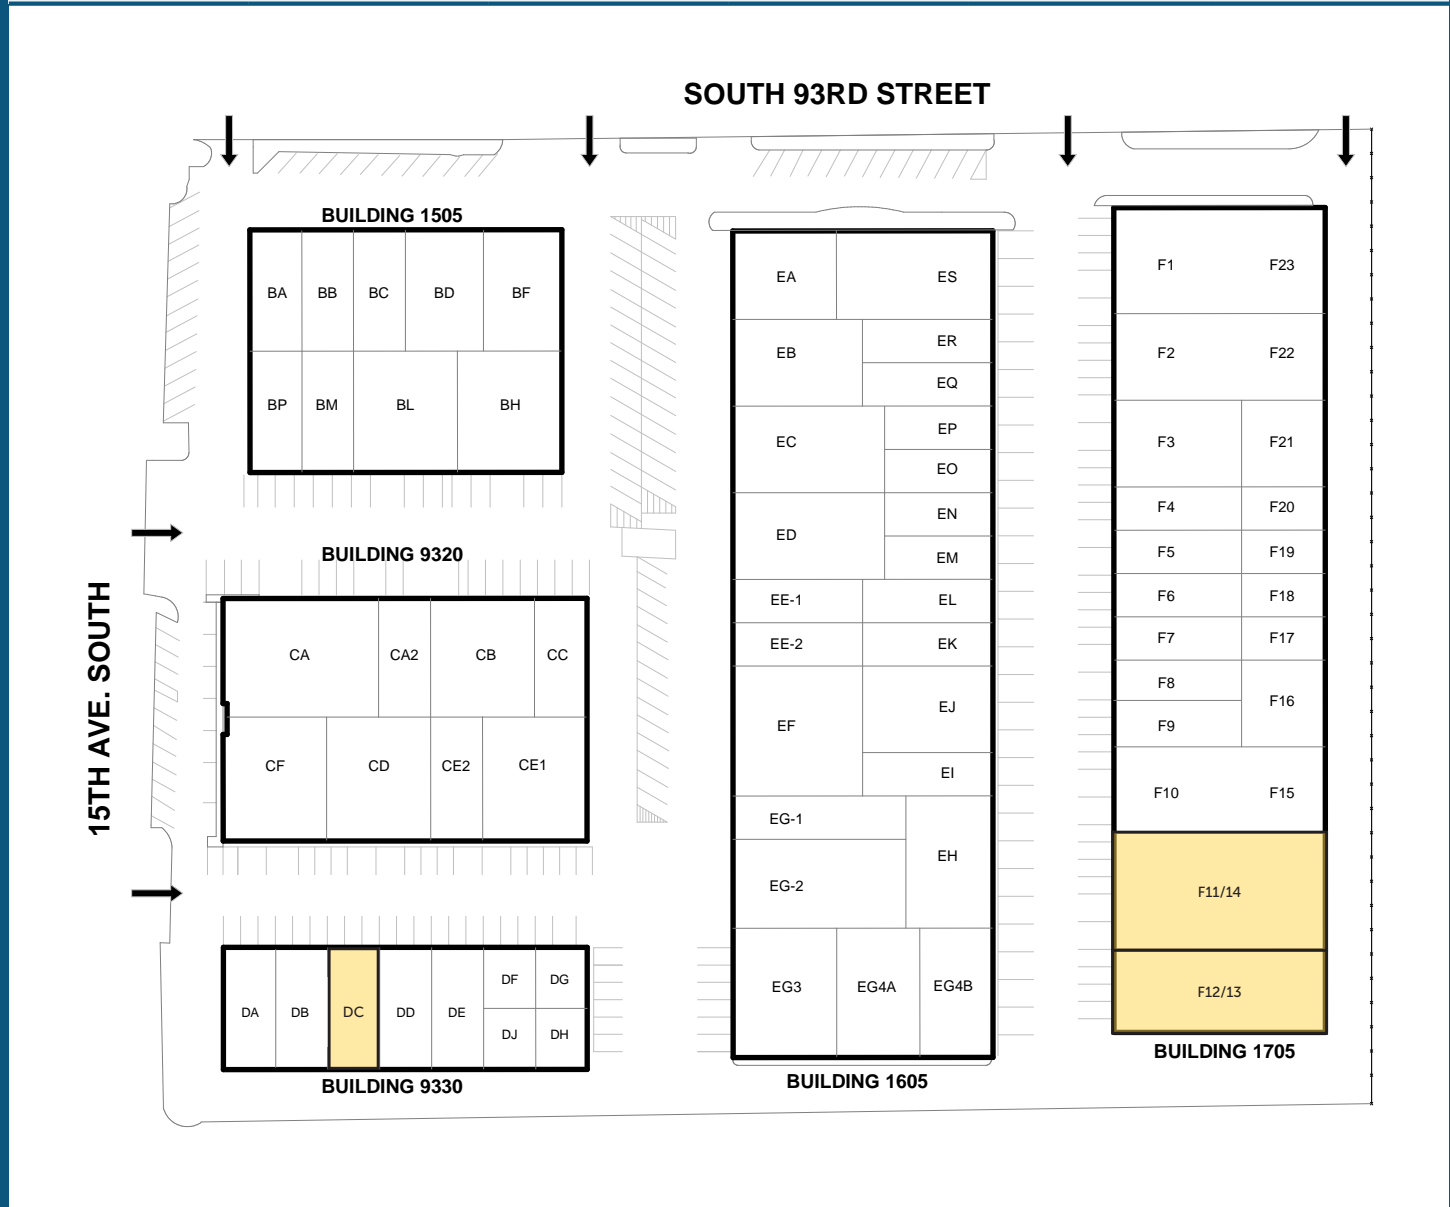 SOUTH 93RD STREET
15TH AVE. SOUTH
BUILDING 1505
BA BB BC BD BF
BP BM BL BH
BUILDING 9320
CA CA2 CB CC
CF CD CE2 CE1
DA DB DC DD DE DF DG
DJ DH
BUILDING 9330
EA ES
EB ER
EQ
EC EP
EO
ED EN
EM
EE-1 EL
EE-2 EK
EF EJ
EI
EG-1
EH
EG-2
EG3 EG4A EG4B
BUILDING 1605
F1 F23
F2 F22
F3 F21
F4 F20
F5 F19
F6 F18
F7 F17
F8
F16
F9
F10 F15
F11/14
F12/13
BUILDING 1705